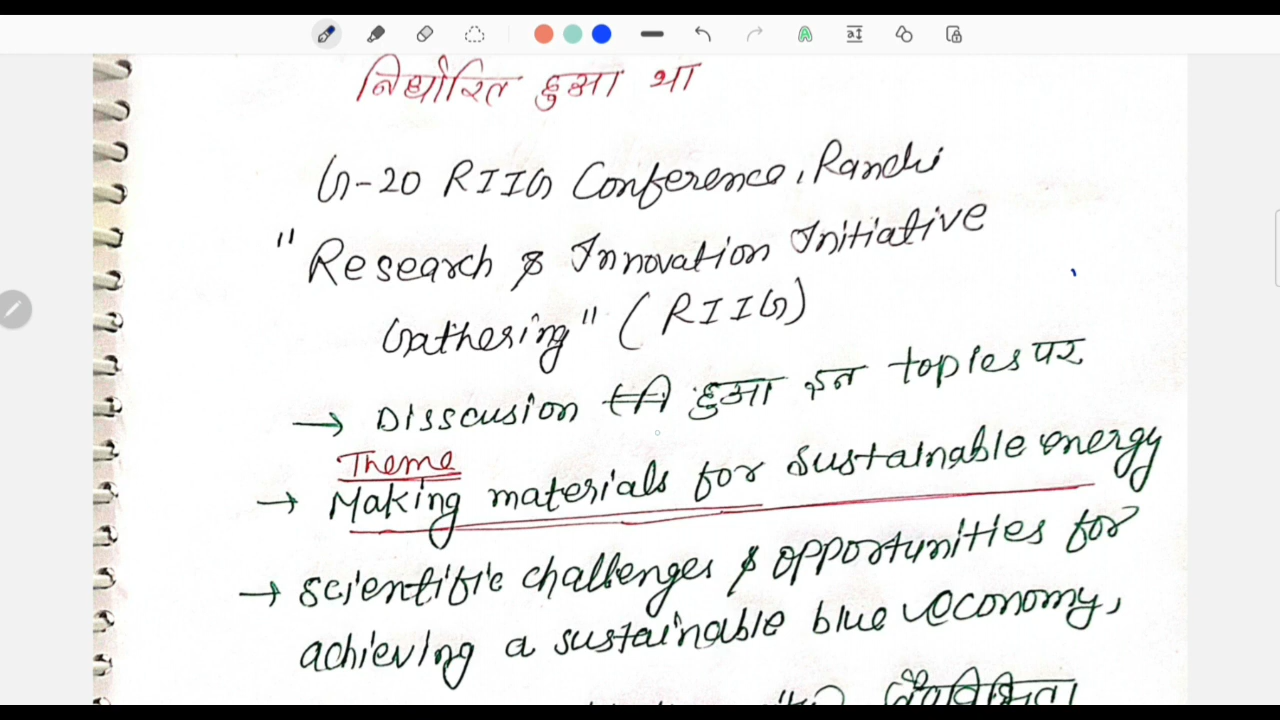 निर्धारित हुआ था
G-20 RIIG Conference, Ranchi
"Research & Innovation Initiative
Gathering" (RIIG)
→ Disscusion हुआ इन topics पर
Theme
→ Making materials for sustainable energy
→ scientific challenges & opportunities for
achieving a sustainable blue economy,